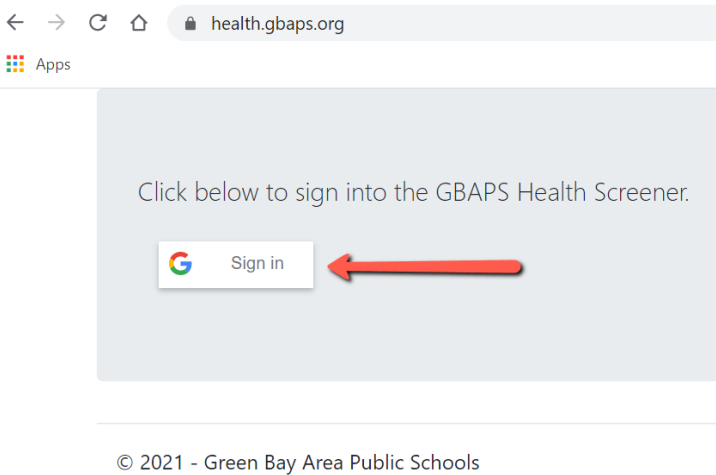 health.gbaps.org
Apps
Click below to sign into the GBAPS Health Screener.
Sign in
© 2021 - Green Bay Area Public Schools